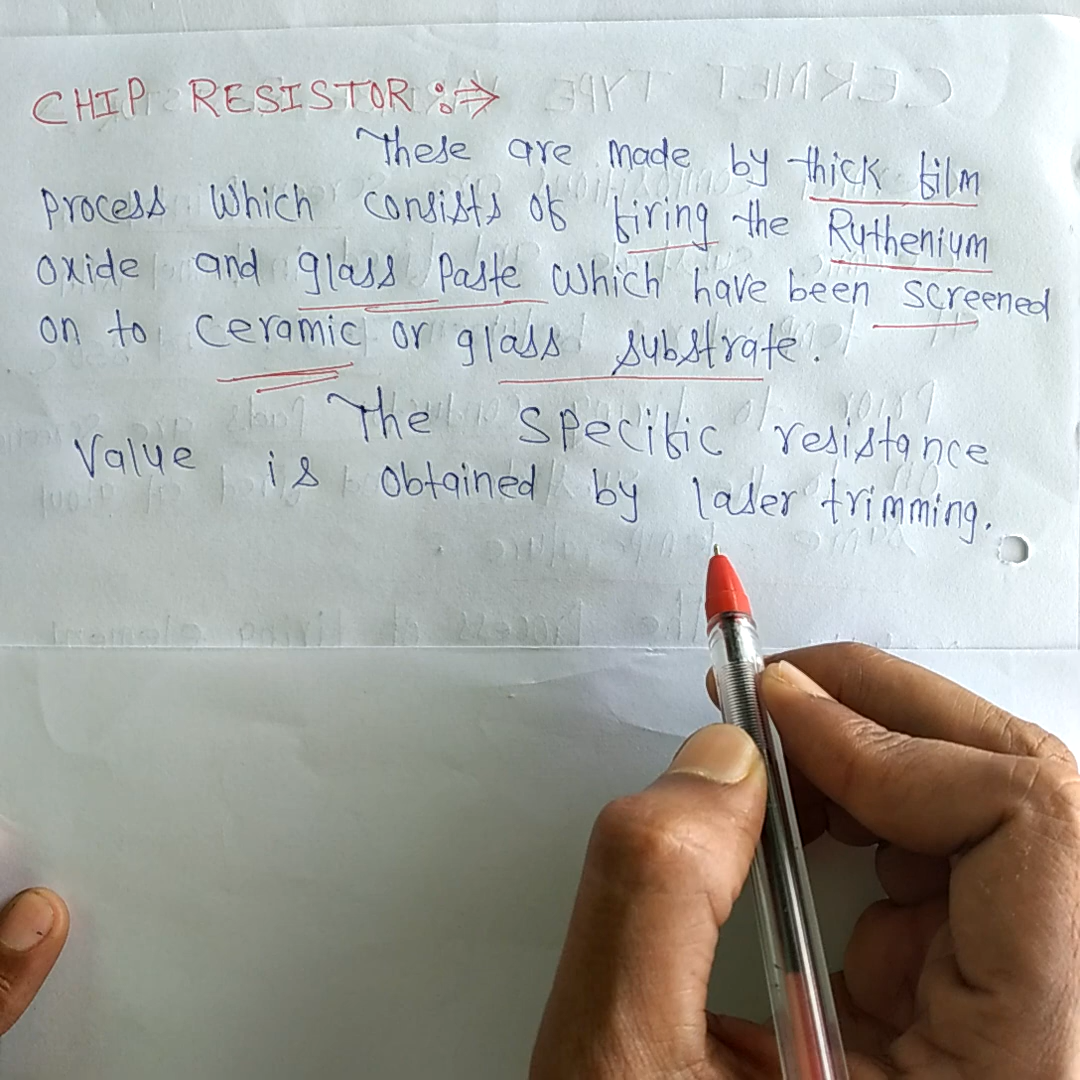 CHIP RESISTOR :⇒
These are made by thick film
Process Which consists of firing the Ruthenium
oxide and glass Paste Which have been screened
on to ceramic or glass substrate.
The specific resistance
Value is obtained by laser trimming.